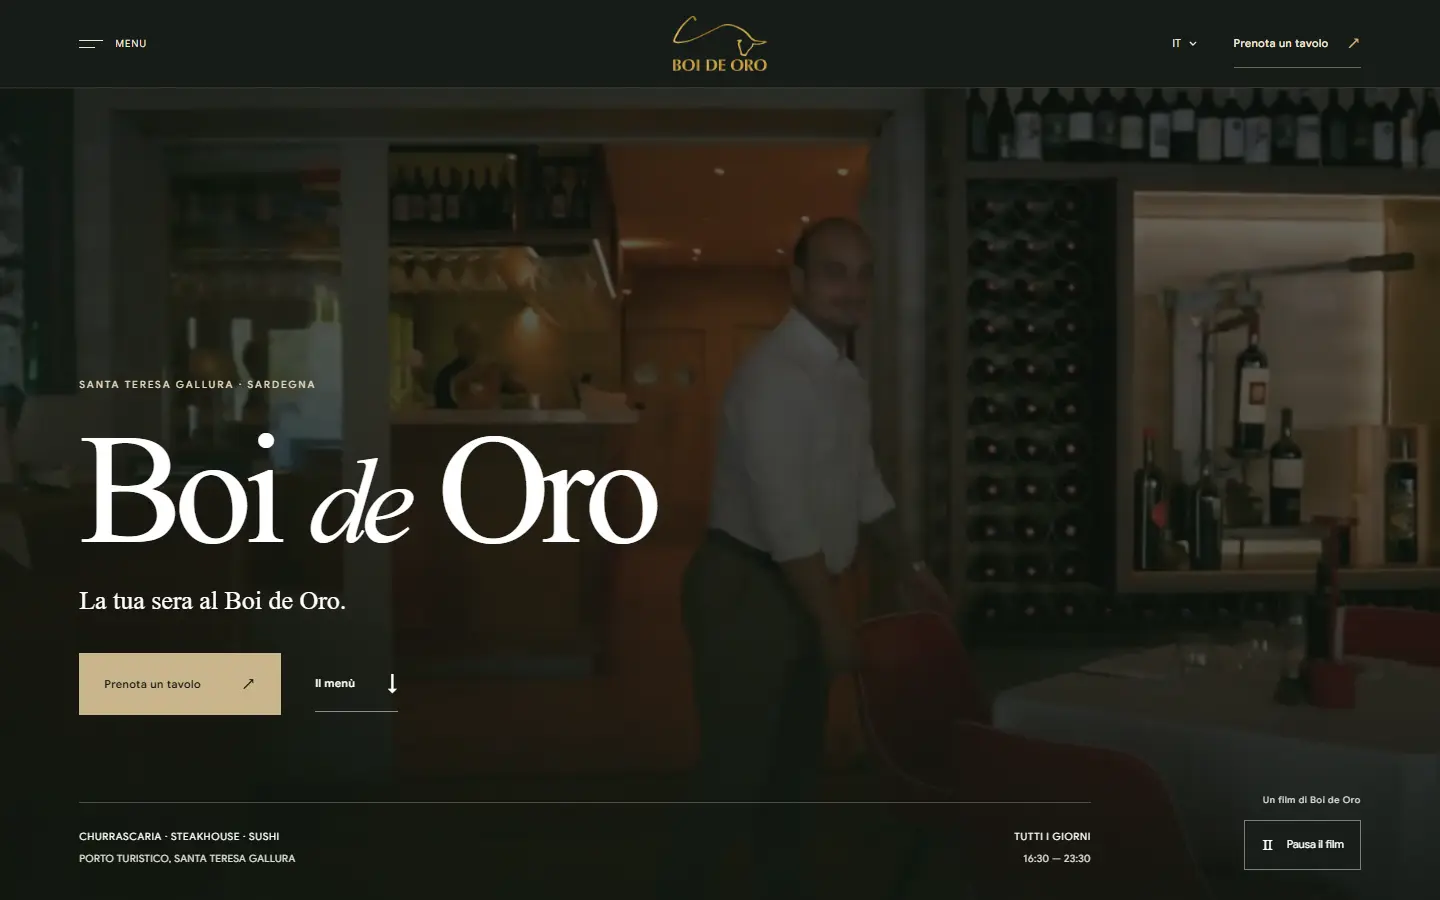 MENU
BOI DE ORO
IT
Prenota un tavolo
SANTA TERESA GALLURA · SARDEGNA
Boi de Oro
La tua sera al Boi de Oro.
Prenota un tavolo
Il menù
Un film di Boi de Oro
CHURRASCARIA · STEAKHOUSE · SUSHI
TUTTI I GIORNI
Pausa il film
PORTO TURISTICO, SANTA TERESA GALLURA
16:30 — 23:30